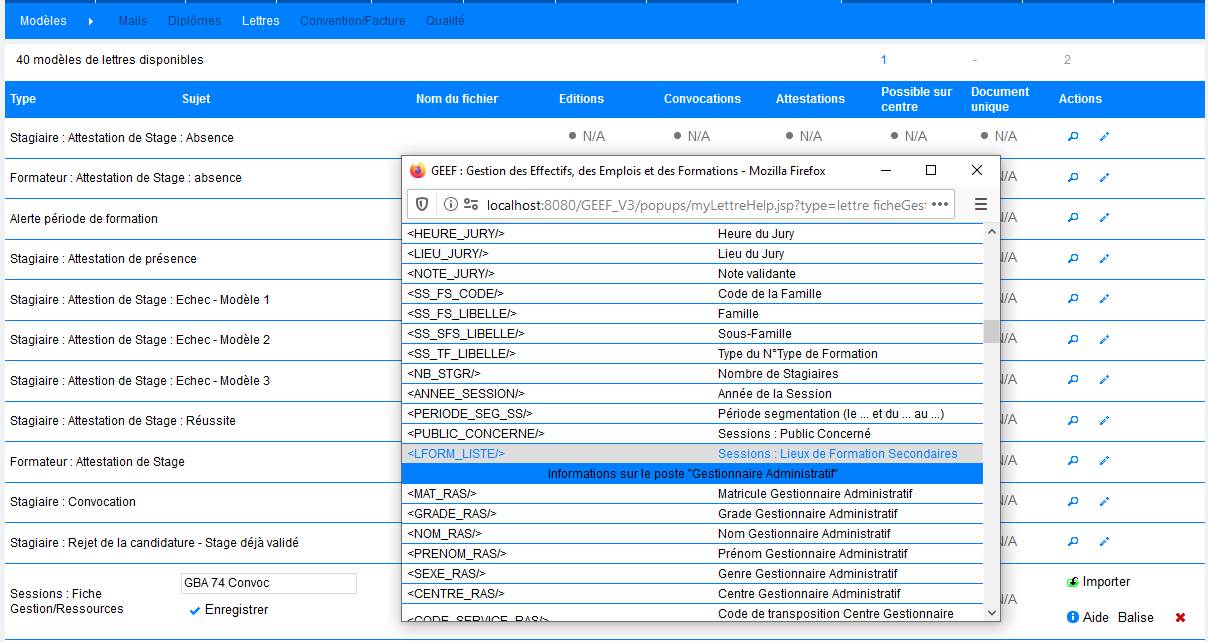 Modèles Mails Diplômes Lettres Convention/Facture Qualité
40 modèles de lettres disponibles 1 - 2
Type Sujet Nom du fichier Editions Convocations Attestations Possible sur centre Document unique Actions
Stagiaire : Attestation de Stage : Absence N/A N/A N/A N/A N/A
Formateur : Attestation de Stage : absence
Alerte période de formation
Stagiaire : Attestation de présence
Stagiaire : Attestion de Stage : Echec - Modèle 1
Stagiaire : Attestion de Stage : Echec - Modèle 2
Stagiaire : Attestion de Stage : Echec - Modèle 3
Stagiaire : Attestation de Stage : Réussite
Formateur : Attestation de Stage
Stagiaire : Convocation
Stagiaire : Rejet de la candidature - Stage déjà validé
Sessions : Fiche
Gestion/Ressources
GBA 74 Convoc
Enregistrer
Importer
Aide Balise
GEEF : Gestion des Effectifs, des Emplois et des Formations - Mozilla Firefox
localhost:8080/GEEF_V3/popups/myLettreHelp.jsp?type=lettre ficheGest
<HEURE_JURY/> Heure du Jury
<LIEU_JURY/> Lieu du Jury
<NOTE_JURY/> Note validante
<SS_FS_CODE/> Code de la Famille
<SS_FS_LIBELLE/> Famille
<SS_SFS_LIBELLE/> Sous-Famille
<SS_TF_LIBELLE/> Type du N°Type de Formation
<NB_STGR/> Nombre de Stagiaires
<ANNEE_SESSION/> Année de la Session
<PERIODE_SEG_SS/> Période segmentation (le ... et du ... au ...)
<PUBLIC_CONCERNE/> Sessions : Public Concerné
<LFORM_LISTE/> Sessions : Lieux de Formation Secondaires
Informations sur le poste "Gestionnaire Administratif"
<MAT_RAS/> Matricule Gestionnaire Administratif
<GRADE_RAS/> Grade Gestionnaire Administratif
<NOM_RAS/> Nom Gestionnaire Administratif
<PRENOM_RAS/> Prénom Gestionnaire Administratif
<SEXE_RAS/> Genre Gestionnaire Administratif
<CENTRE_RAS/> Centre Gestionnaire Administratif
<CODE_SERVICE_RAS/> Code de transposition Centre Gestionnaire